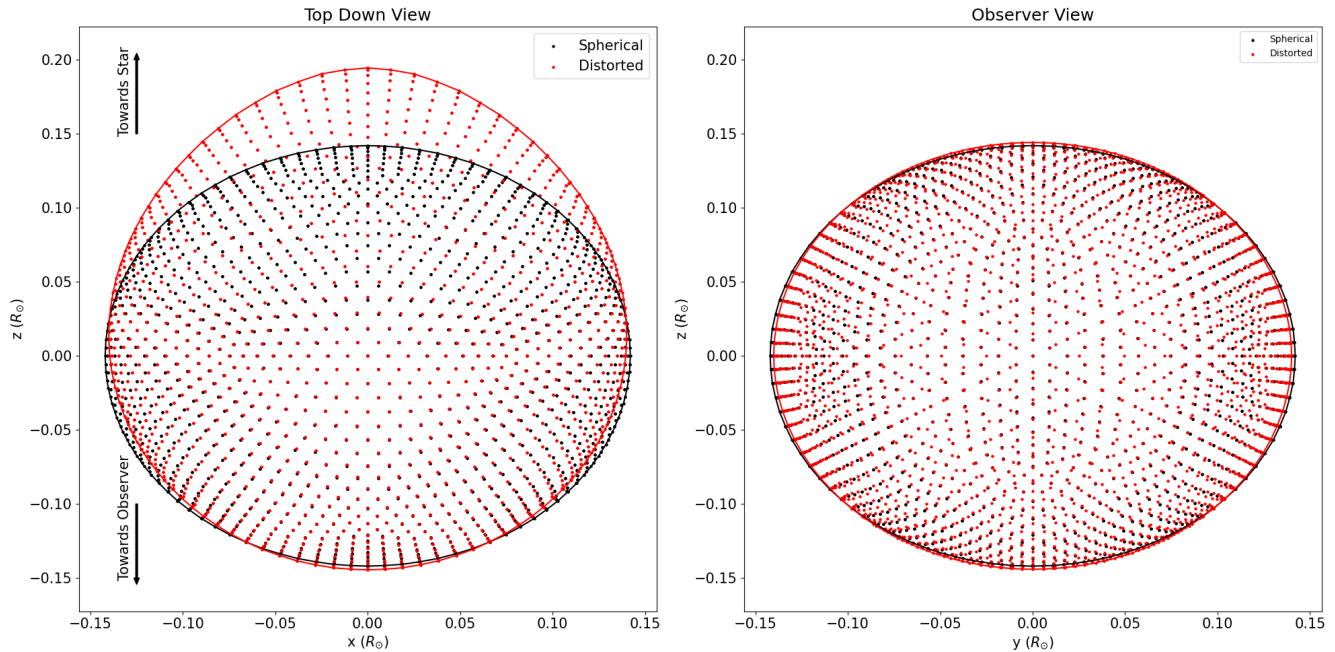 Top Down View
Spherical
Distorted
Towards Star
Towards Observer
0.20
0.15
0.10
0.05
0.00
−0.05
−0.10
−0.15
z (R⊙)
−0.15 −0.10 −0.05 0.00 0.05 0.10 0.15
x (R⊙)
Observer View
Spherical
Distorted
0.20
0.15
0.10
0.05
0.00
−0.05
−0.10
−0.15
z (R⊙)
−0.15 −0.10 −0.05 0.00 0.05 0.10 0.15
y (R⊙)